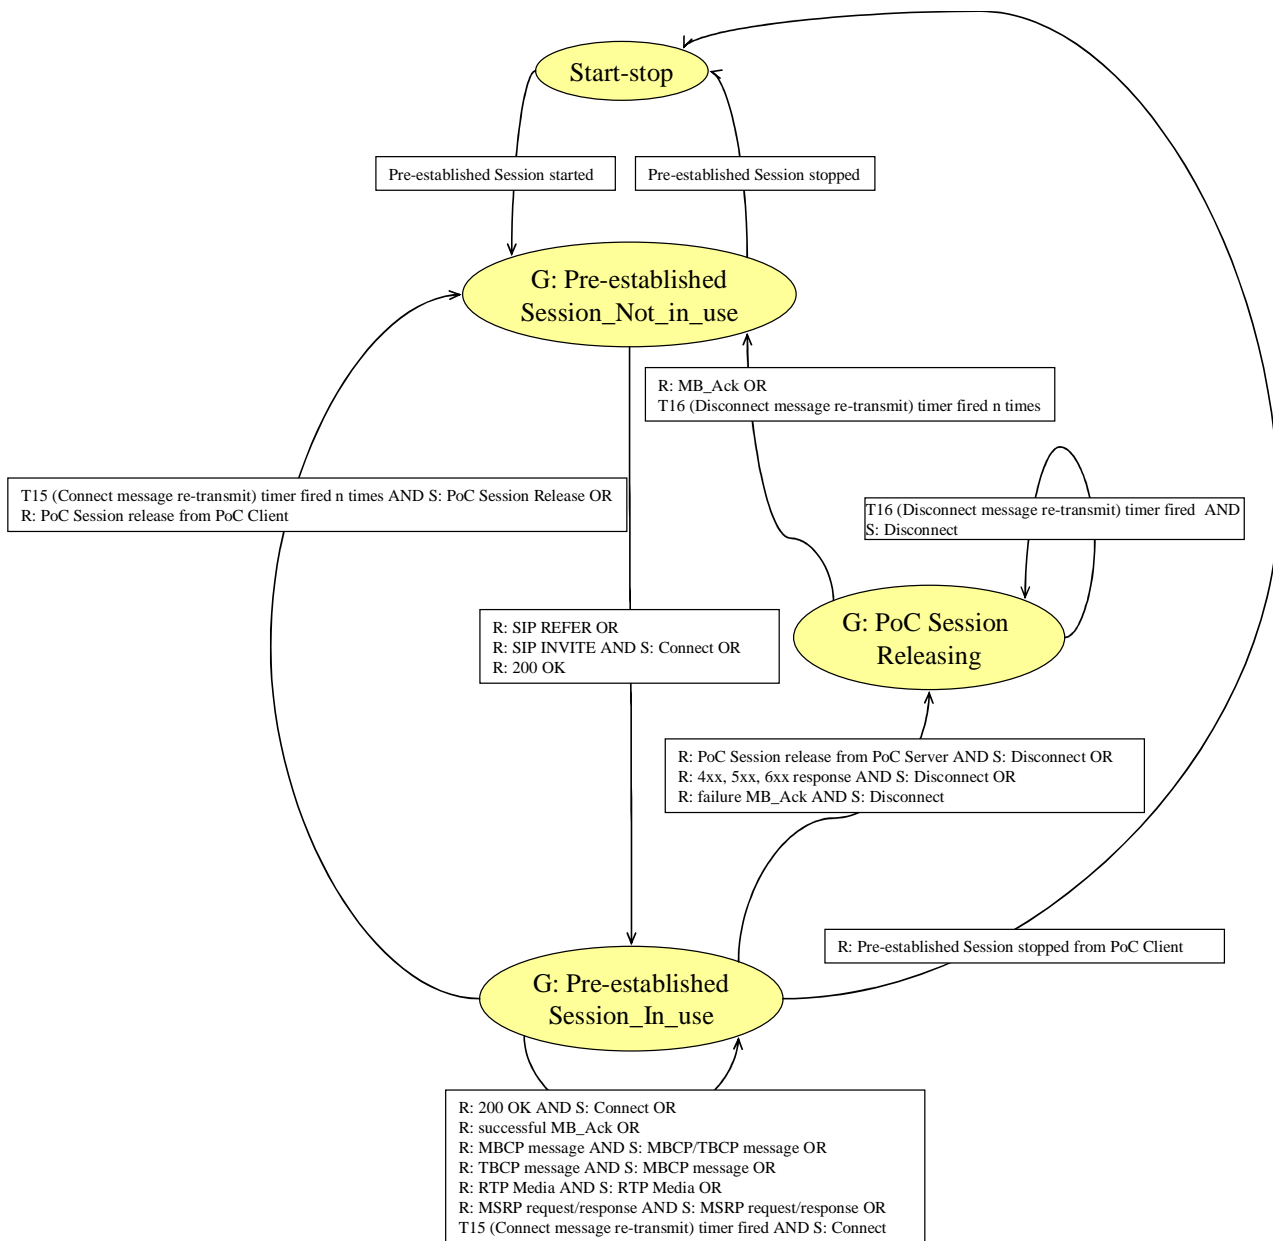 Start-stop
Pre-established Session started
Pre-established Session stopped
G: Pre-established
Session_Not_in_use
R: MB_Ack OR
T16 (Disconnect message re-transmit) timer fired n times
T15 (Connect message re-transmit) timer fired n times AND S: PoC Session Release OR
R: PoC Session release from PoC Client
T16 (Disconnect message re-transmit) timer fired AND
S: Disconnect
R: SIP REFER OR
R: SIP INVITE AND S: Connect OR
R: 200 OK
G: PoC Session
Releasing
R: PoC Session release from PoC Server AND S: Disconnect OR
R: 4xx, 5xx, 6xx response AND S: Disconnect OR
R: failure MB_Ack AND S: Disconnect
R: Pre-established Session stopped from PoC Client
G: Pre-established
Session_In_use
R: 200 OK AND S: Connect OR
R: successful MB_Ack OR
R: MBCP message AND S: MBCP/TBCP message OR
R: TBCP message AND S: MBCP message OR
R: RTP Media AND S: RTP Media OR
R: MSRP request/response AND S: MSRP request/response OR
T15 (Connect message re-transmit) timer fired AND S: Connect